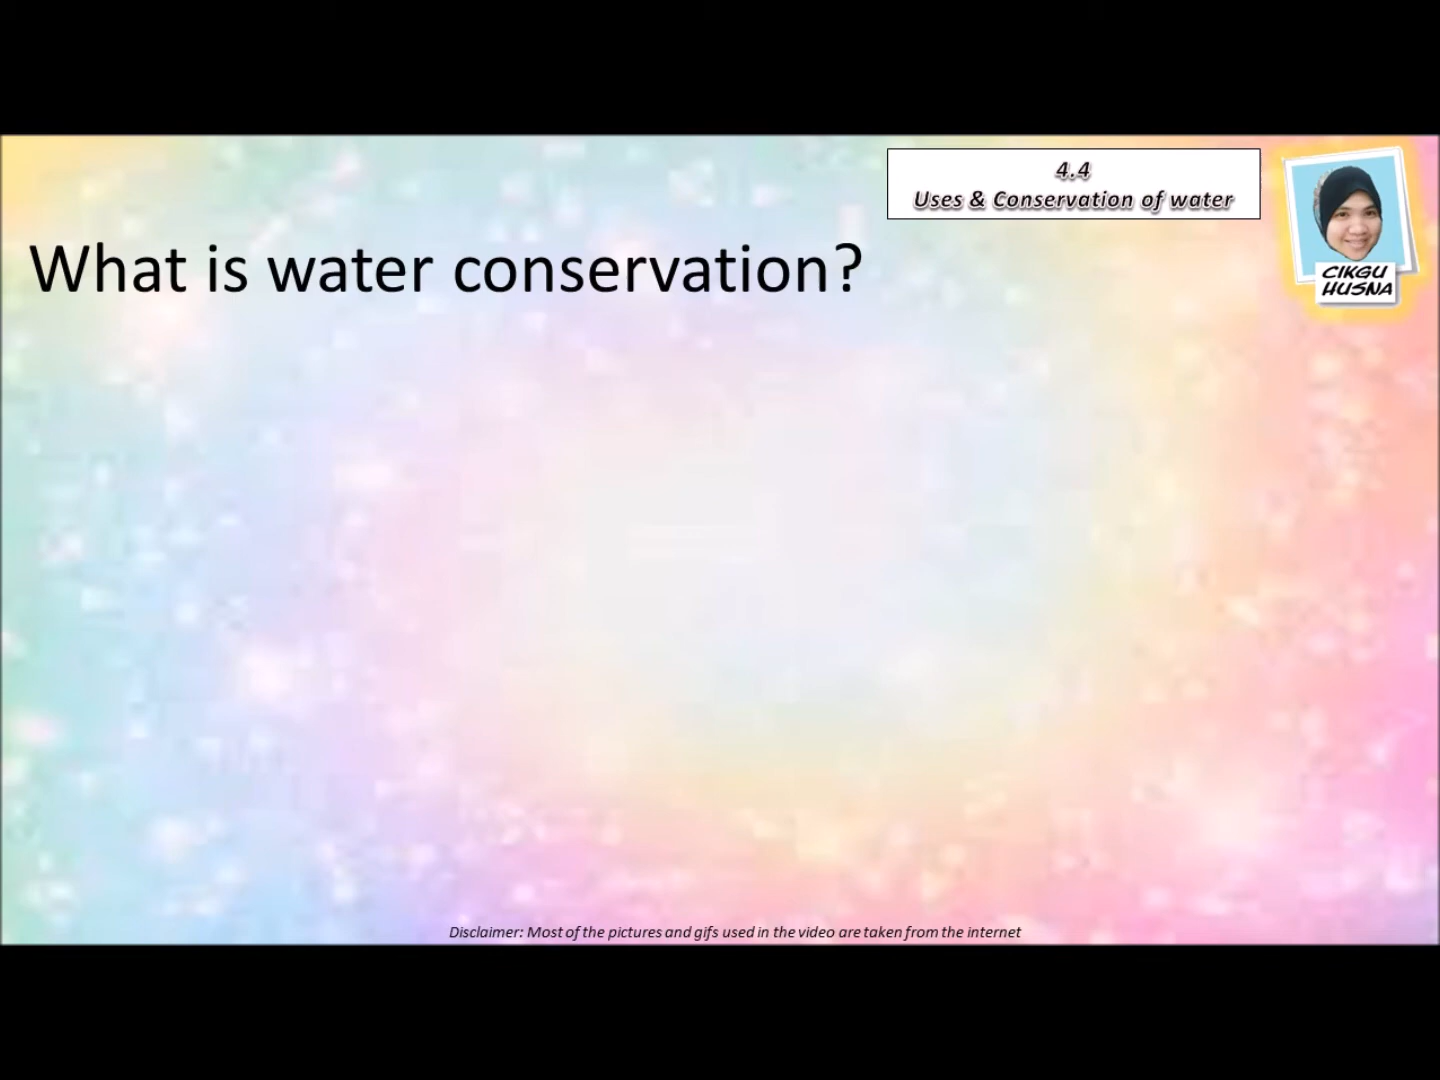 4.4
Uses & Conservation of water
What is water conservation?
CIKGU
HUSNA
Disclaimer: Most of the pictures and gifs used in the video are taken from the internet